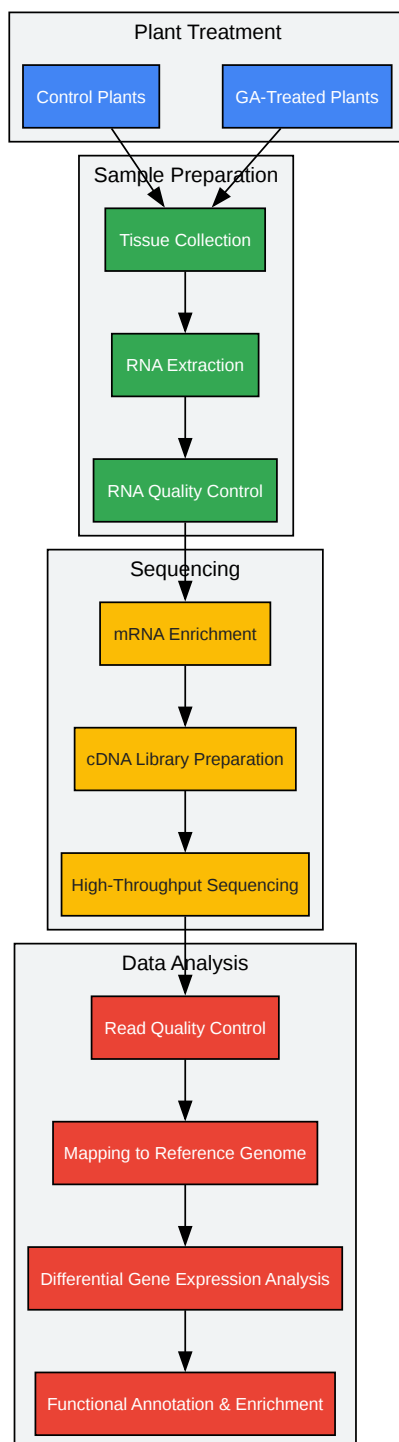 Plant Treatment
Control Plants
GA-Treated Plants
Sample Preparation
Tissue Collection
RNA Extraction
RNA Quality Control
Sequencing
mRNA Enrichment
cDNA Library Preparation
High-Throughput Sequencing
Data Analysis
Read Quality Control
Mapping to Reference Genome
Differential Gene Expression Analysis
Functional Annotation & Enrichment